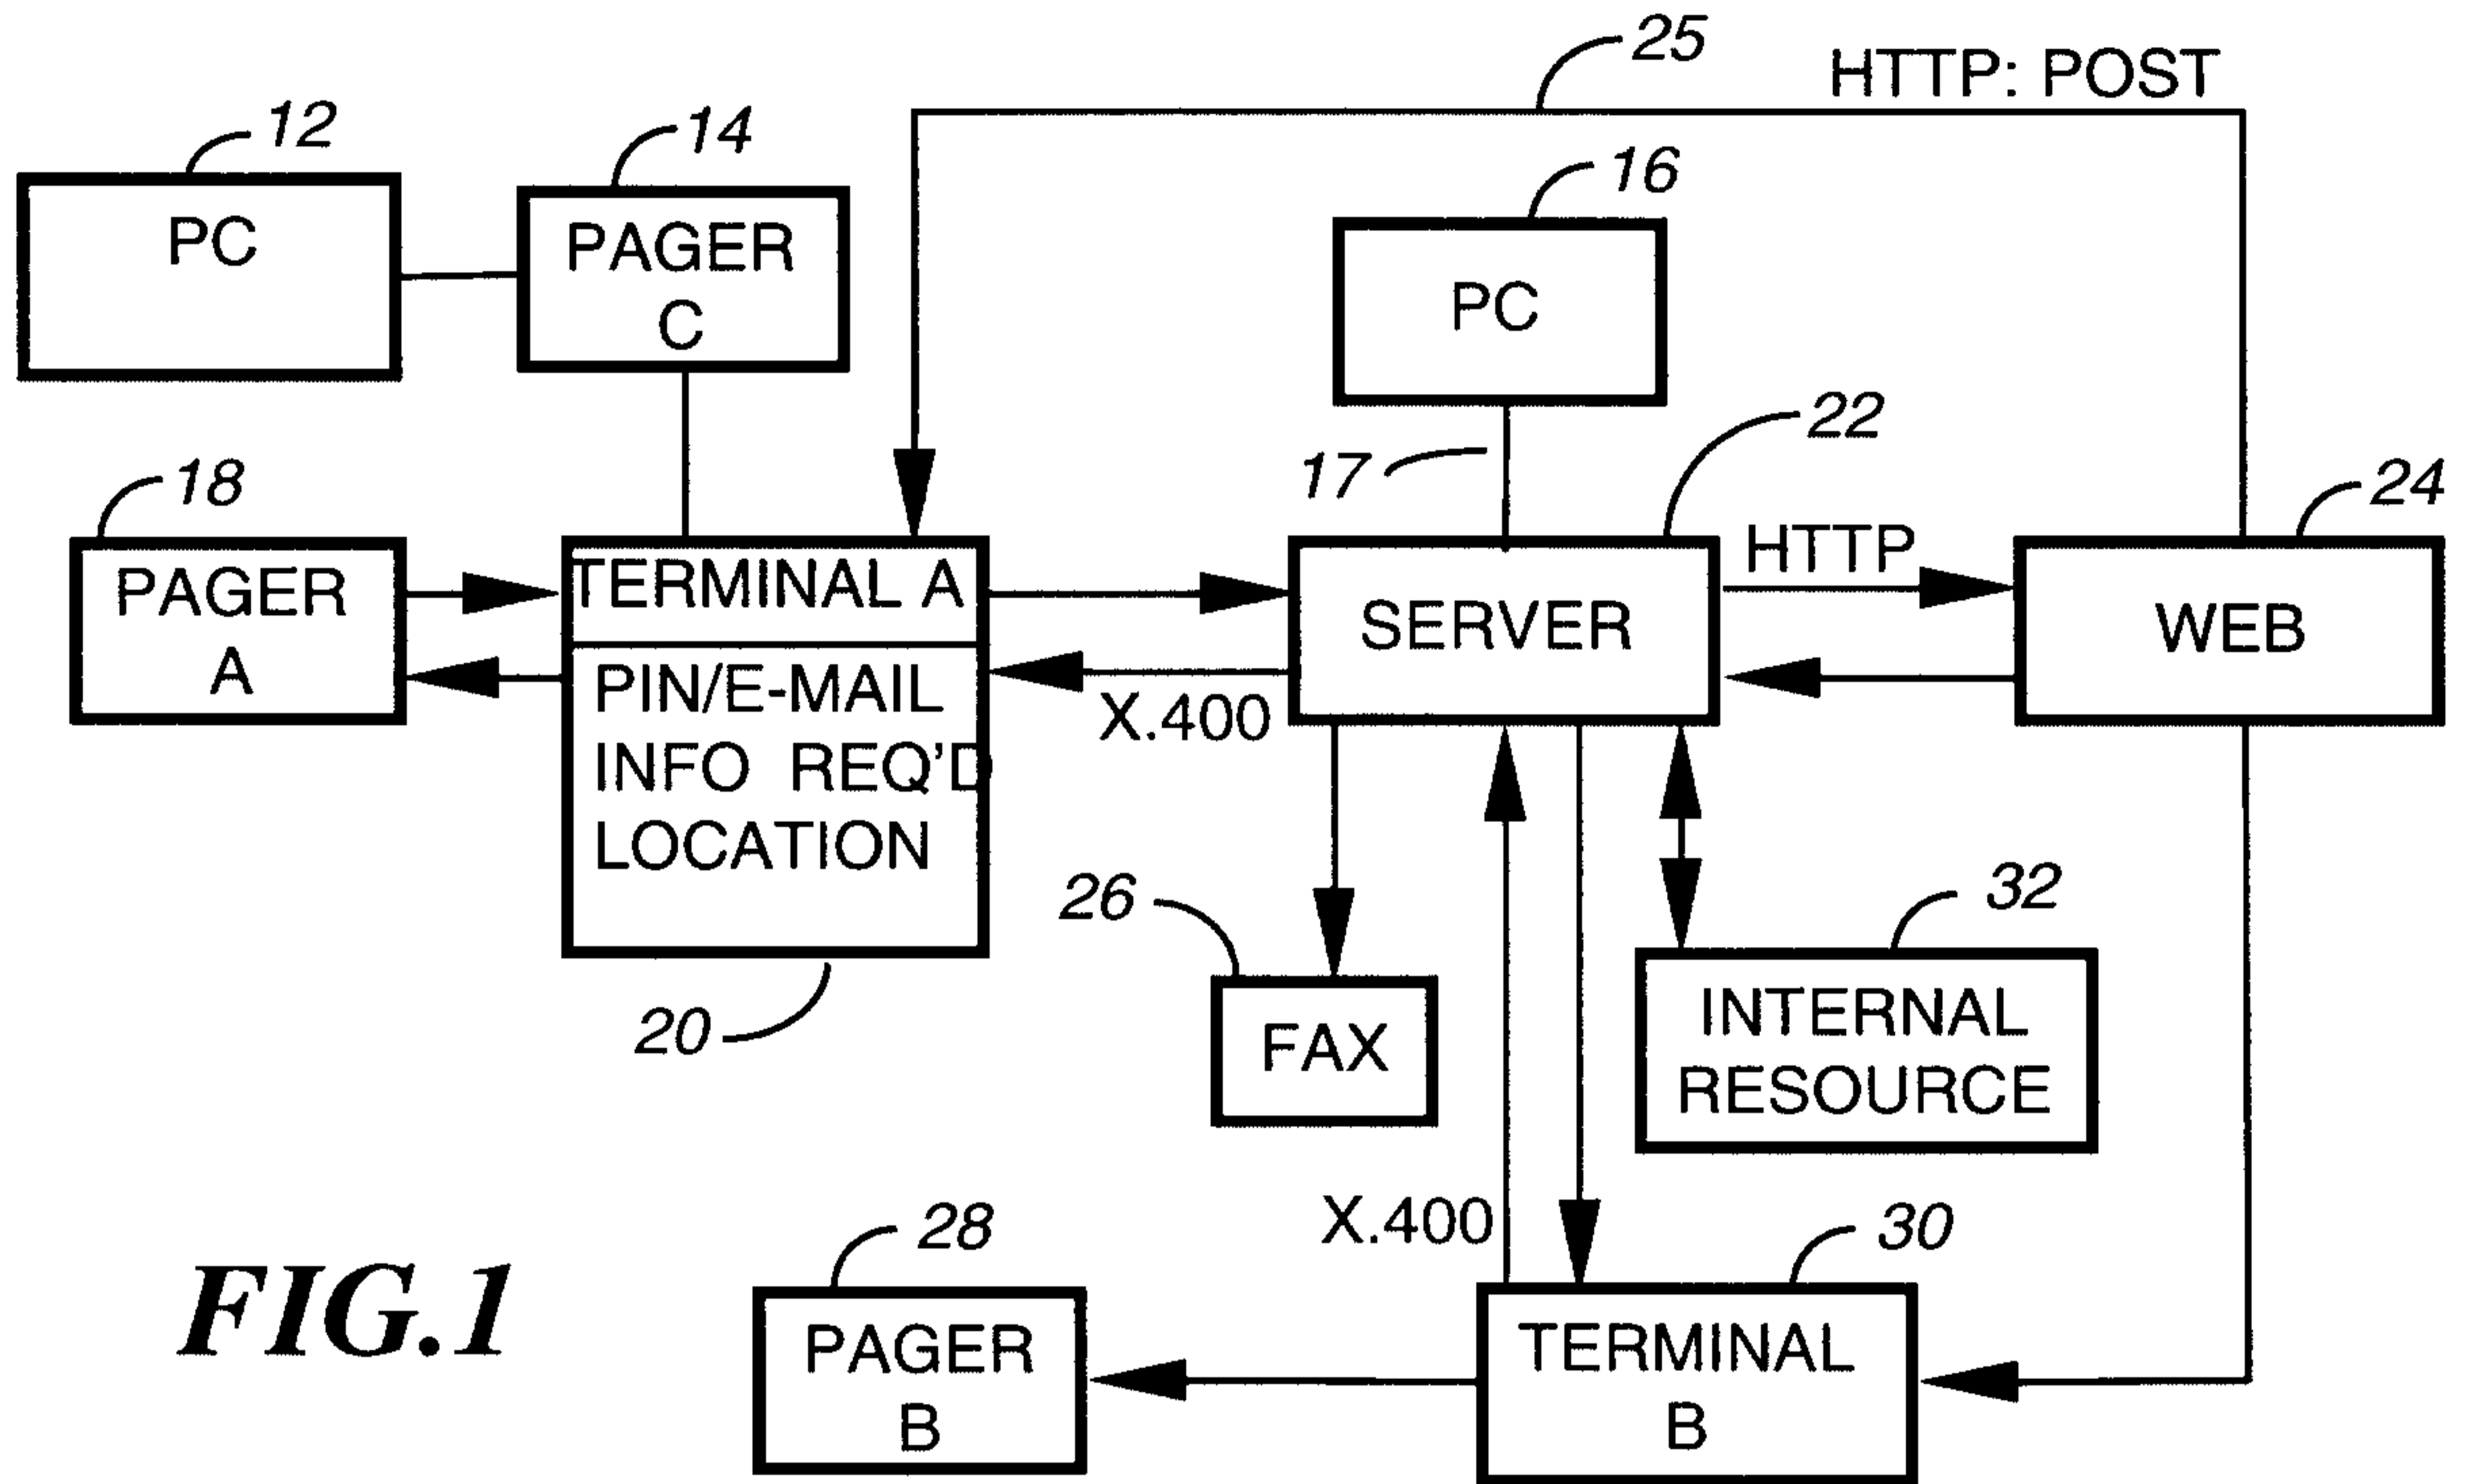 25
HTTP: POST
12
14
16
PC
PAGER
C
PC
22
17
18
24
HTTP
PAGER
A
TERMINAL A
SERVER
WEB
PIN/E-MAIL
INFO REQ'D
LOCATION
X.400
26
32
20
FAX
INTERNAL
RESOURCE
28
X.400
30
FIG.1
PAGER
B
TERMINAL
B